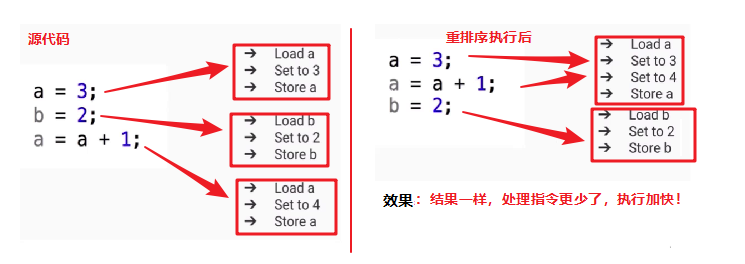 源代码
a = 3;
b = 2;
a = a + 1;
→ Load a
→ Set to 3
→ Store a
→ Load b
→ Set to 2
→ Store b
→ Load a
→ Set to 4
→ Store a
重排序执行后
a = 3;
a = a + 1;
b = 2;
→ Load a
→ Set to 3
→ Set to 4
→ Store a
→ Load b
→ Set to 2
→ Store b
效果：结果一样，处理指令更少了，执行加快！